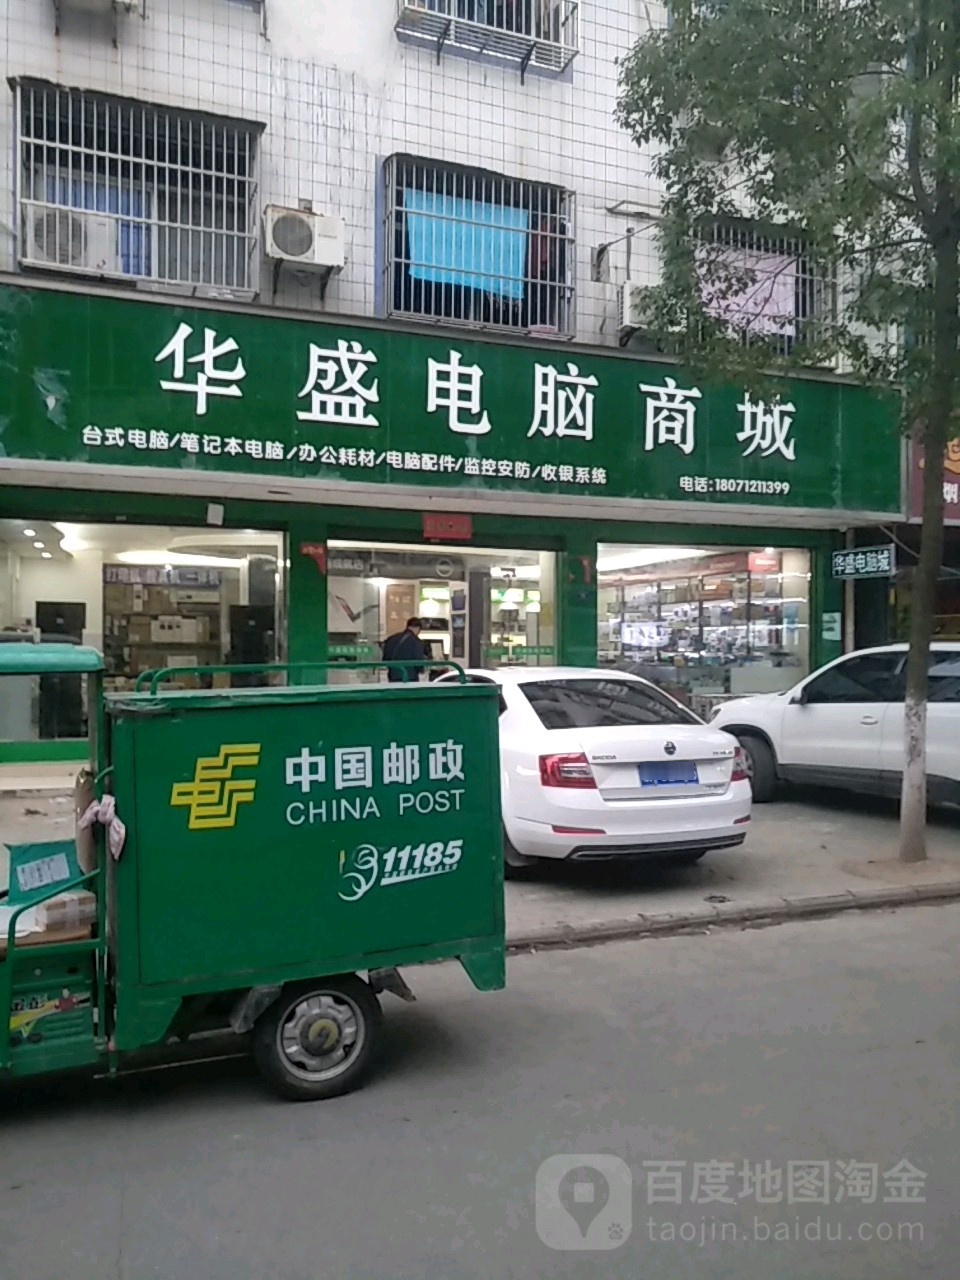 华盛电脑商城
台式电脑/笔记本电脑/办公耗材/电脑配件/监控安防/收银系统
电话:18071211399
华盛电脑城
中国邮政
CHINA POST
11185
SKODA
百度地图淘金
taojin.baidu.com